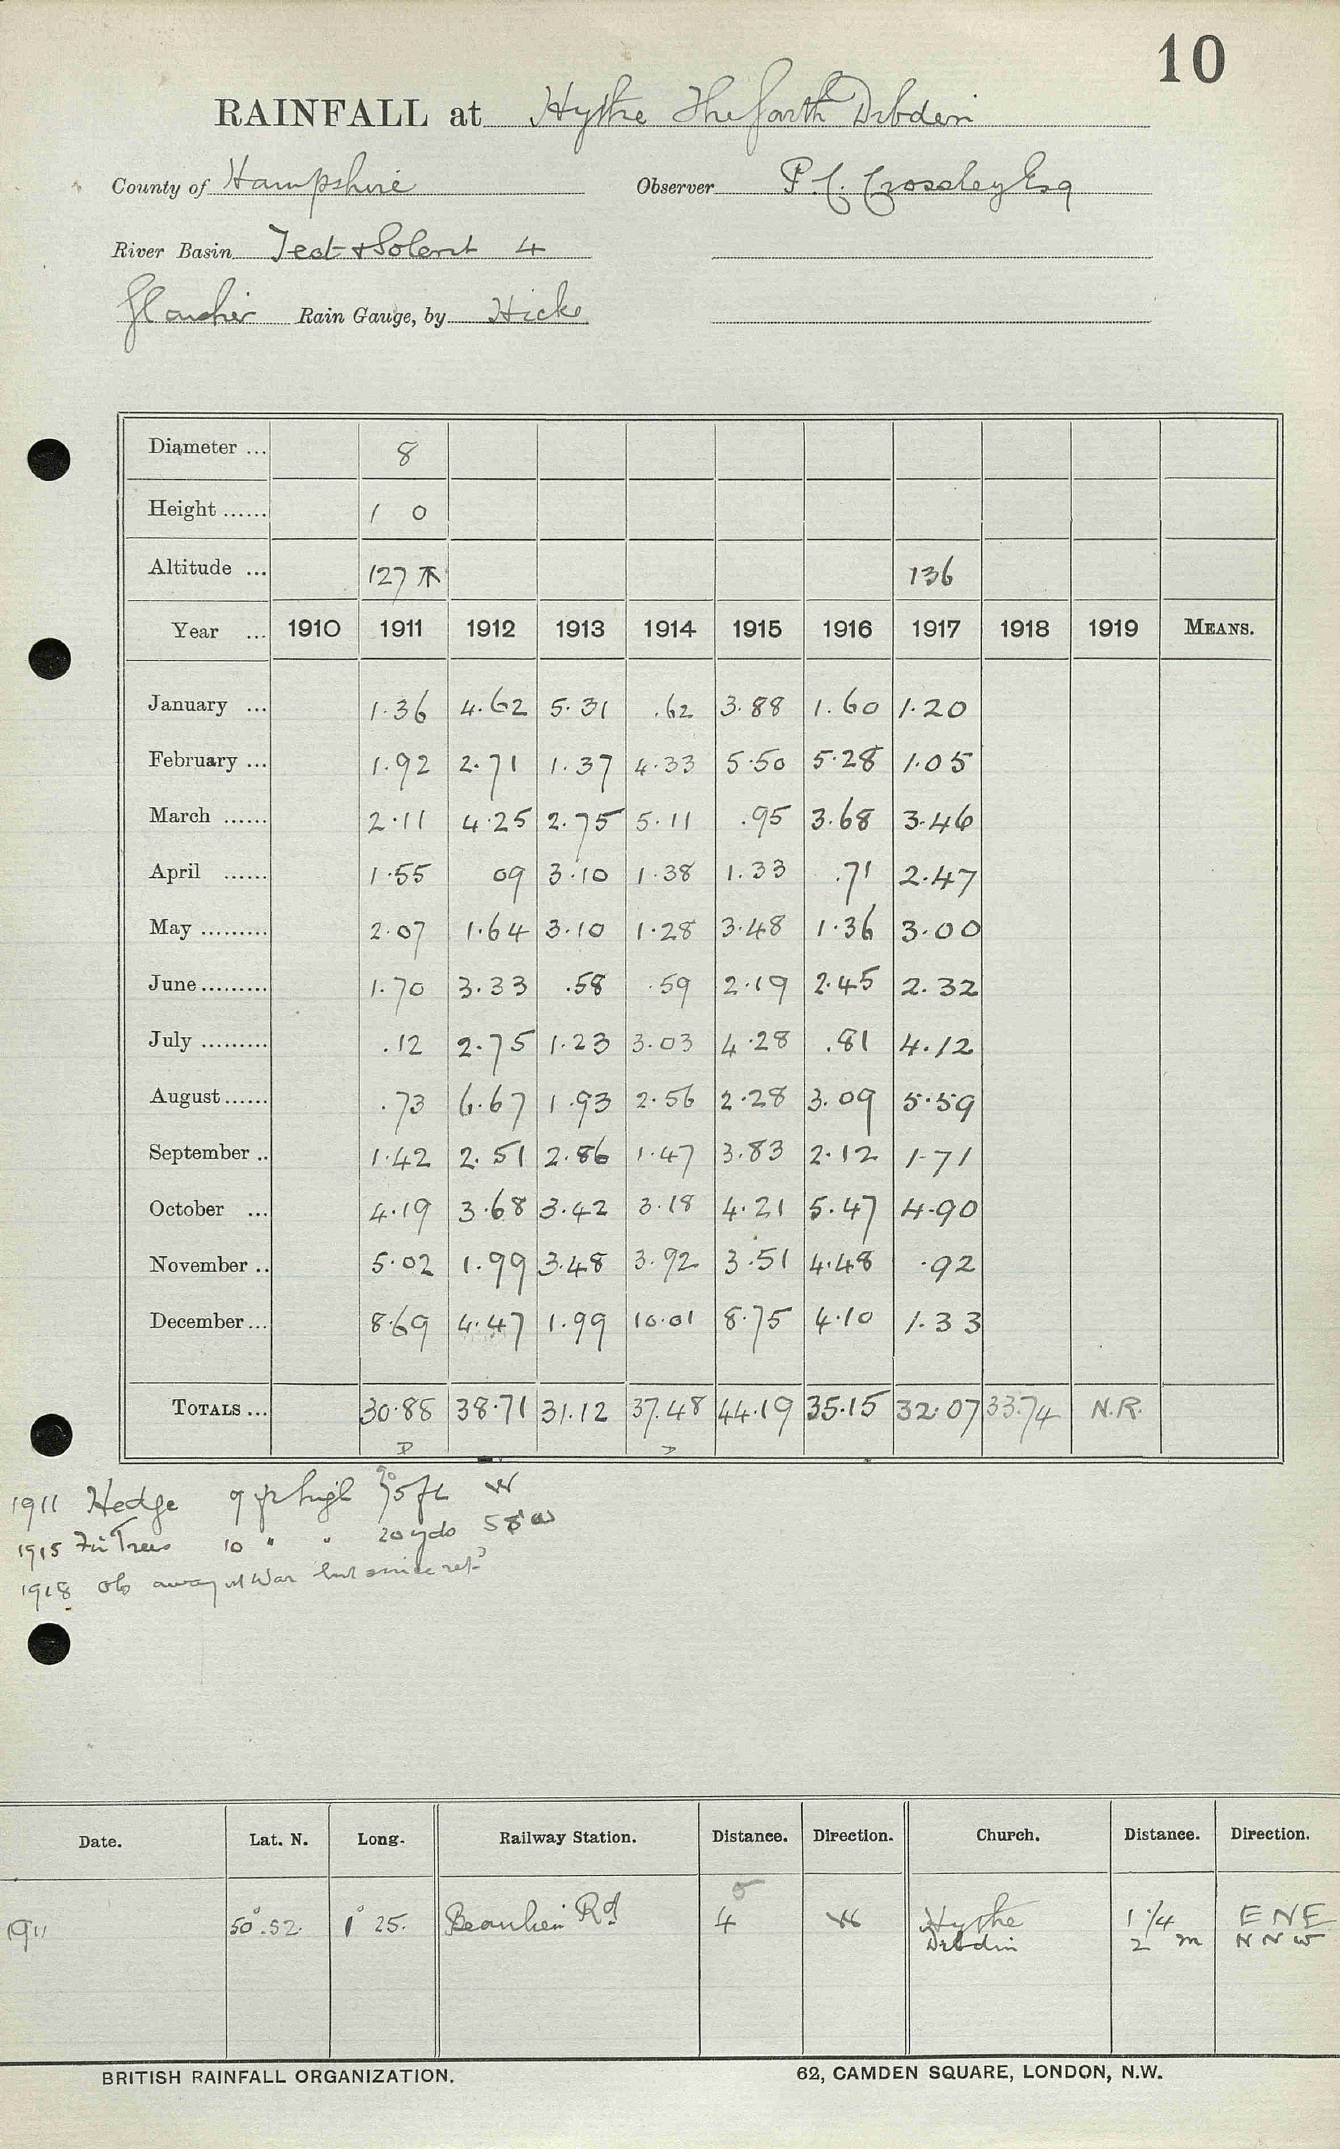 10
RAINFALL at Hythe The Garth Dibden
County of Hampshire Observer P. C. Crossley Esq
River Basin Test & Solent 4
Glaisher Rain Gauge, by Hicks
Diameter ... 8
Height ...... 1 0
Altitude ... 127 136
Year ... 1910 1911 1912 1913 1914 1915 1916 1917 1918 1919 MEANS.
January ... 1.36 4.62 5.31 .62 3.88 1.60 1.20
February ... 1.92 2.71 1.37 4.33 5.50 5.28 1.05
March ...... 2.11 4.25 2.75 5.11 .95 3.68 3.46
April ...... 1.55 09 3.10 1.38 1.33 .71 2.47
May ......... 2.07 1.64 3.10 1.28 3.48 1.36 3.00
June ......... 1.70 3.33 .58 .59 2.19 2.45 2.32
July ......... .12 2.75 1.23 3.03 4.28 .81 4.12
August ...... .73 6.67 1.93 2.56 2.28 3.09 5.59
September .. 1.42 2.51 2.86 1.47 3.83 2.12 1.71
October ... 4.19 3.68 3.42 3.18 4.21 5.47 4.90
November .. 5.02 1.99 3.48 3.92 3.51 4.48 .92
December ... 8.69 4.47 1.99 10.01 8.75 4.10 1.33
TOTALS ... 30.88 38.71 31.12 37.48 44.19 35.15 32.07 33.74 N.R.
1911 Hedge 9 ft high ft W
1915 Fir Trees 10 " " 20 yds
1918 Ob away at War but
Date. Lat. N. Long. Railway Station. Distance. Direction. Church. Distance. Direction.
1911 50°.52. 1° 25. Beaulieu Rd 4 W Hythe 1 1/4 ENE
Dibden 2 m NNW
BRITISH RAINFALL ORGANIZATION. 62, CAMDEN SQUARE, LONDON, N.W.